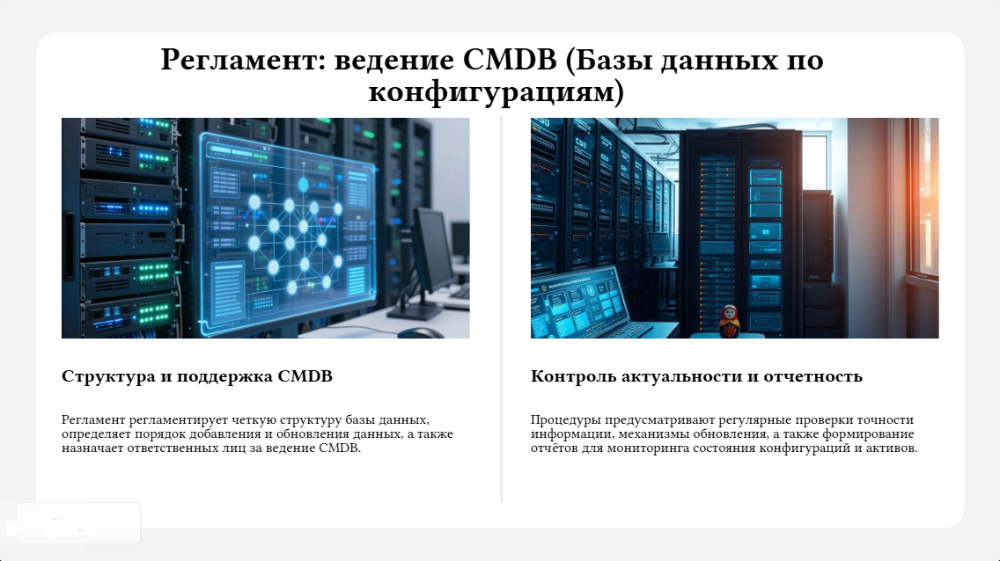 Регламент: ведение CMDB (Базы данных по
конфигурациям)
Структура и поддержка CMDB
Регламент регламентирует четкую структуру базы данных,
определяет порядок добавления и обновления данных, а также
назначает ответственных лиц за ведение CMDB.
Контроль актуальности и отчетность
Процедуры предусматривают регулярные проверки точности
информации, механизмы обновления, а также формирование
отчётов для мониторинга состояния конфигураций и активов.